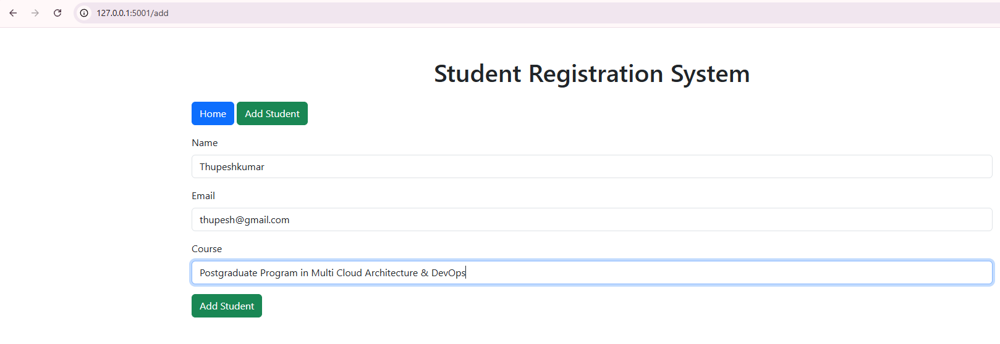 127.0.0.1:5001/add
Student Registration System
Home Add Student
Name
Thupeshkumar
Email
thupesh@gmail.com
Course
Postgraduate Program in Multi Cloud Architecture & DevOps
Add Student